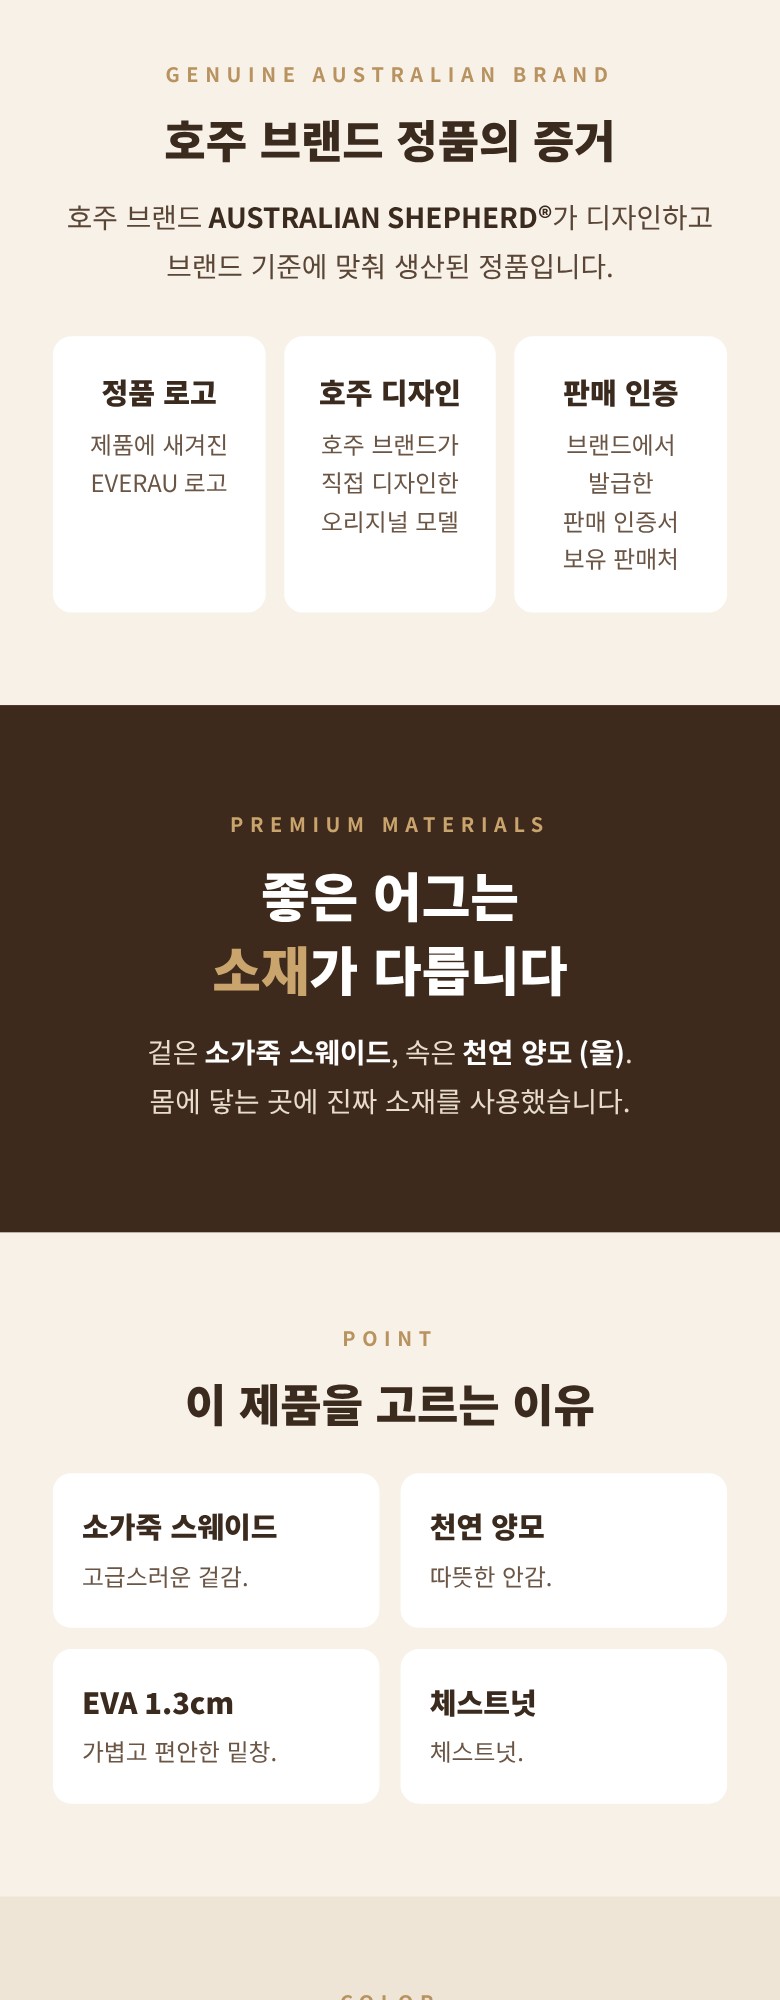 GENUINE AUSTRALIAN BRAND
호주 브랜드 정품의 증거
호주 브랜드 AUSTRALIAN SHEPHERD®가 디자인하고
브랜드 기준에 맞춰 생산된 정품입니다.
정품 로고
제품에 새겨진
EVERAU 로고
호주 디자인
호주 브랜드가
직접 디자인한
오리지널 모델
판매 인증
브랜드에서
발급한
판매 인증서
보유 판매처
PREMIUM MATERIALS
좋은 어그는
소재가 다릅니다
겉은 소가죽 스웨이드, 속은 천연 양모 (울).
몸에 닿는 곳에 진짜 소재를 사용했습니다.
POINT
이 제품을 고르는 이유
소가죽 스웨이드
고급스러운 겉감.
천연 양모
따뜻한 안감.
EVA 1.3cm
가볍고 편안한 밑창.
체스트넛
체스트넛.
COLOR